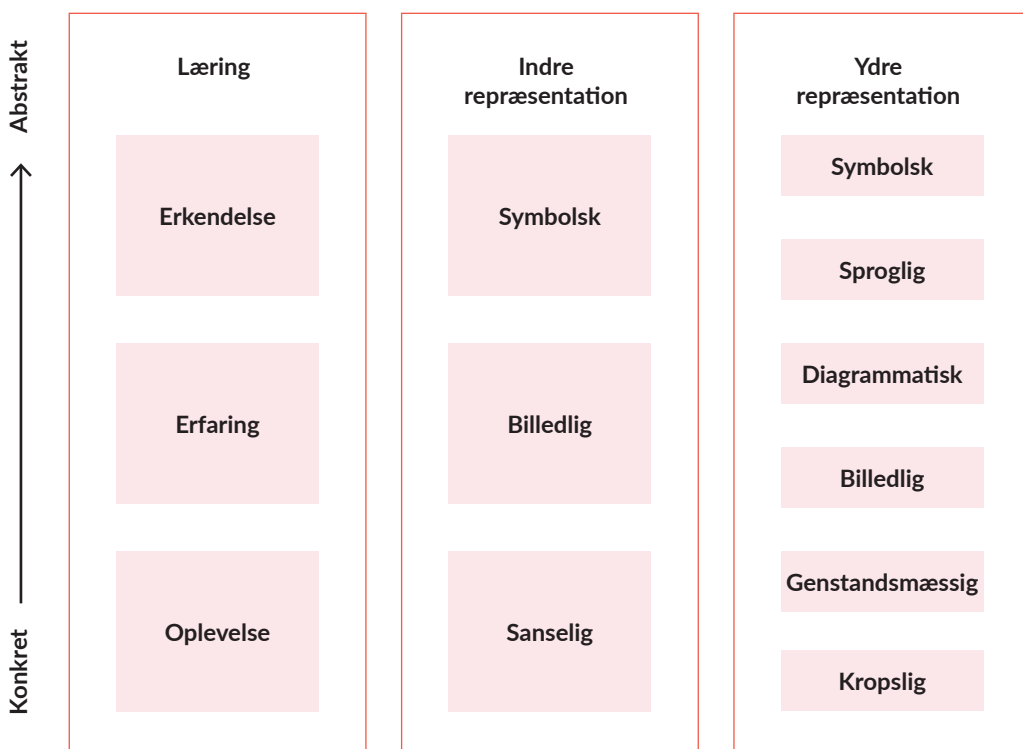 Abstrakt
Konkret
Læring
Erkendelse
Erfaring
Oplevelse
Indre
repræsentation
Symbolsk
Billedlig
Sanselig
Ydre
repræsentation
Symbolsk
Sproglig
Diagrammatisk
Billedlig
Genstandsmæssig
Kropslig